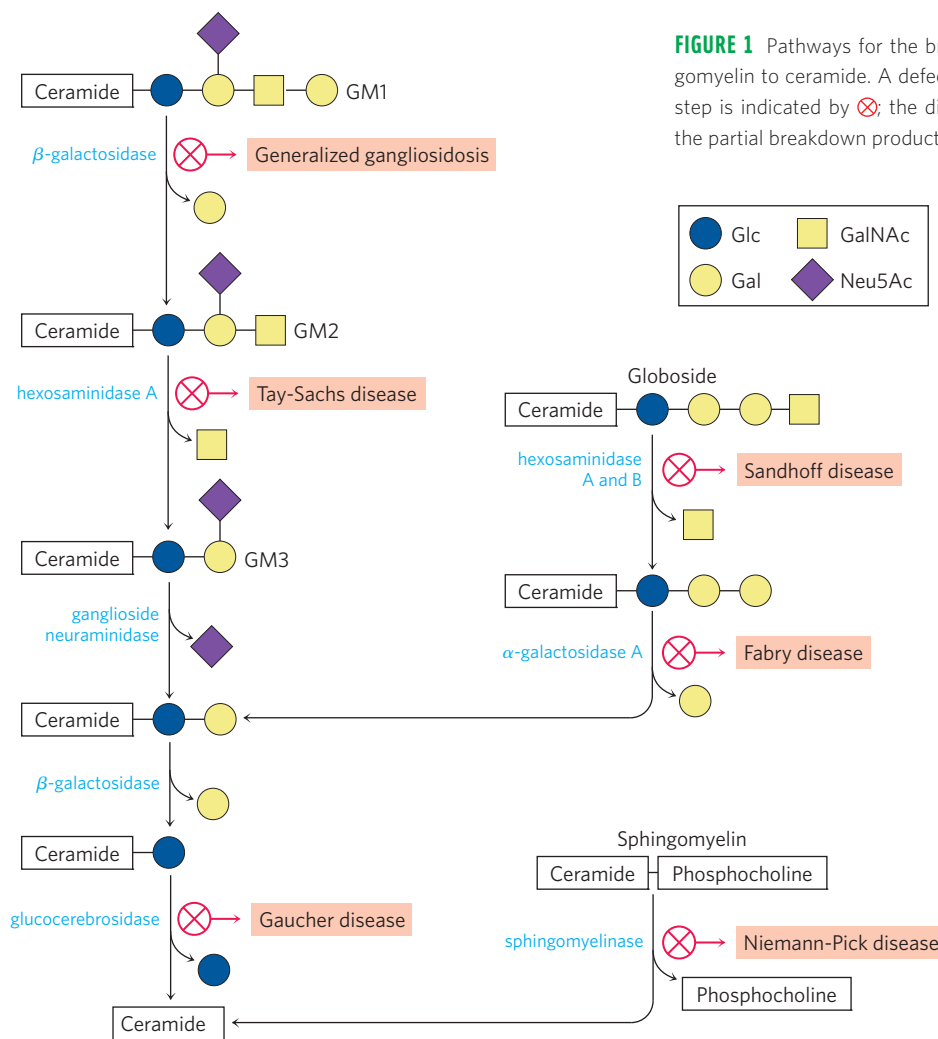 FIGURE 1 Pathways for the b
gomyelin to ceramide. A defec
step is indicated by ⊗; the di
the partial breakdown product
Glc
GalNAc
Gal
Neu5Ac
Ceramide
GM1
β-galactosidase
Generalized gangliosidosis
Ceramide
GM2
hexosaminidase A
Tay-Sachs disease
Ceramide
GM3
ganglioside
neuraminidase
Ceramide
β-galactosidase
Ceramide
glucocerebrosidase
Gaucher disease
Ceramide
Globoside
Ceramide
hexosaminidase
A and B
Sandhoff disease
Ceramide
α-galactosidase A
Fabry disease
Sphingomyelin
Ceramide
Phosphocholine
sphingomyelinase
Niemann-Pick disease
Phosphocholine